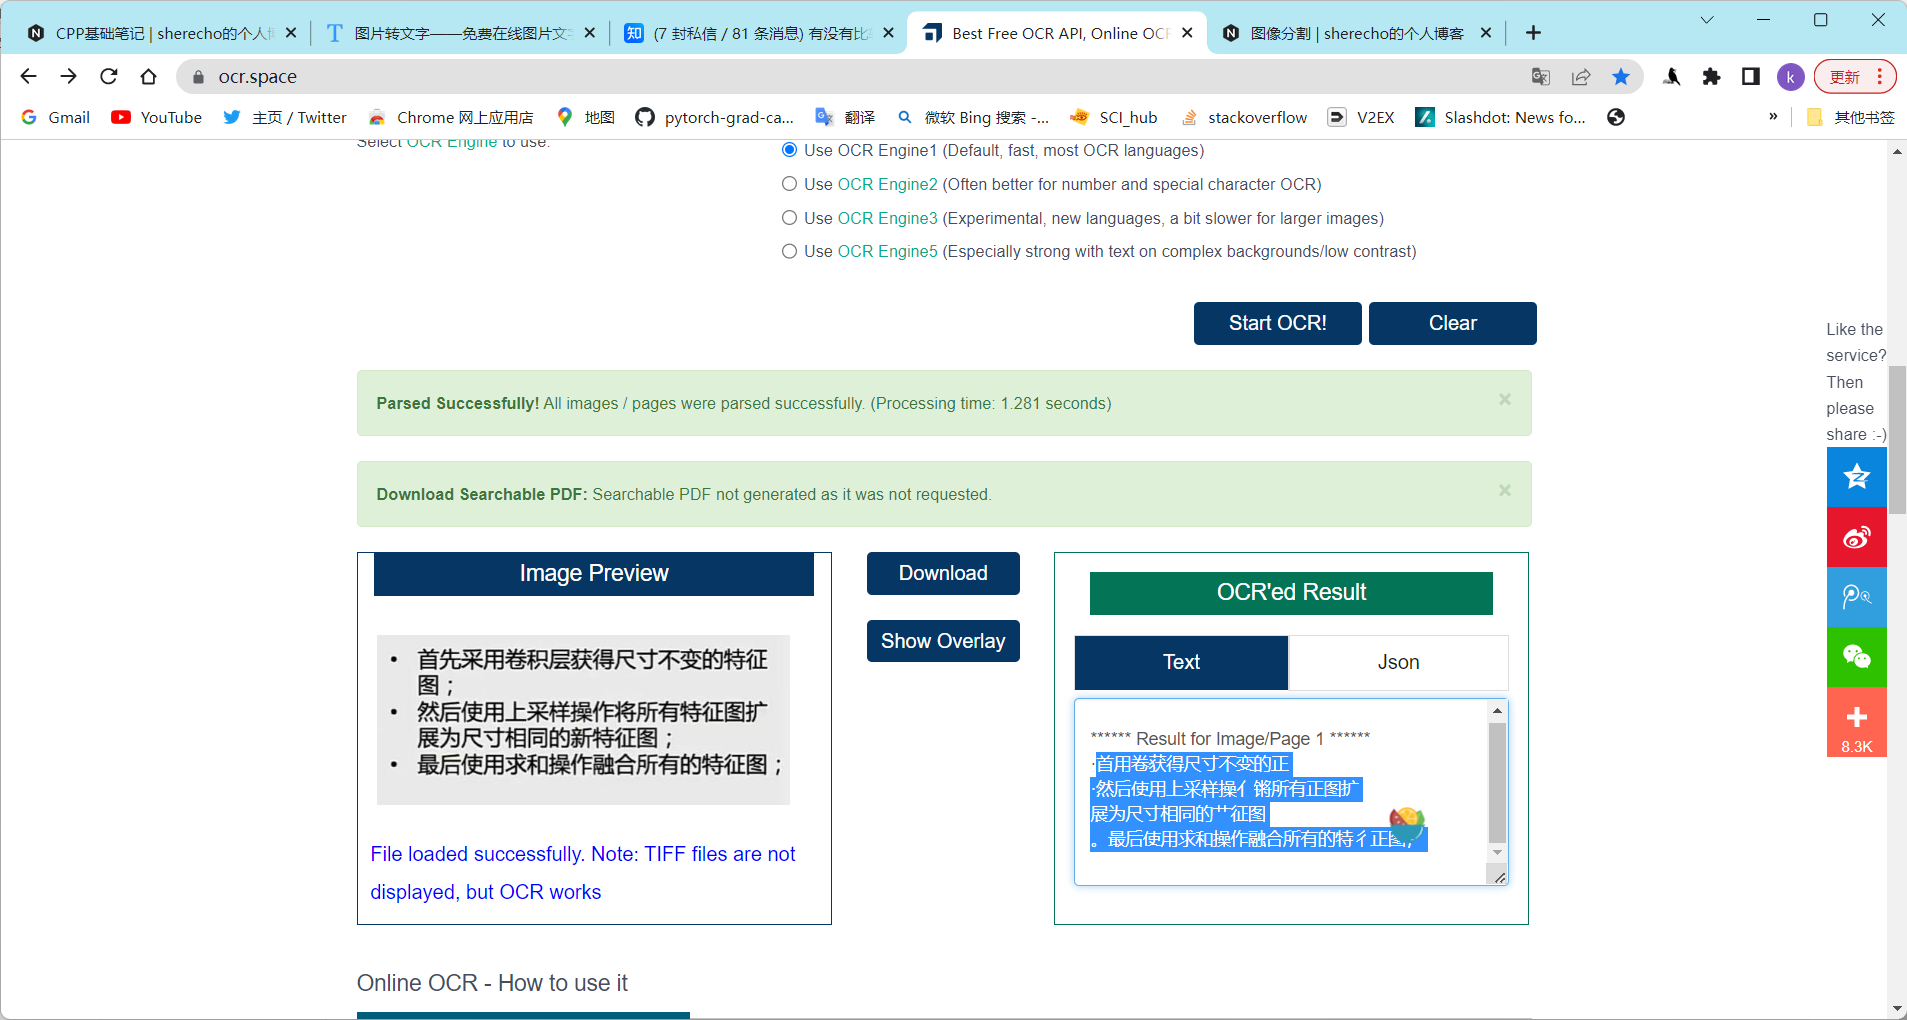 CPP基础笔记 | sherecho的个人博
图片转文字——免费在线图片文字
(7 封私信 / 81 条消息) 有没有比较
Best Free OCR API, Online OCR
图像分割 | sherecho的个人博客
ocr.space
k
更新
Gmail
YouTube
主页 / Twitter
Chrome 网上应用店
地图
pytorch-grad-ca...
翻译
微软 Bing 搜索 -...
SCI_hub
stackoverflow
V2EX
Slashdot: News fo...
»
其他书签
Select OCR Engine to use:
Use OCR Engine1 (Default, fast, most OCR languages)
Use OCR Engine2 (Often better for number and special character OCR)
Use OCR Engine3 (Experimental, new languages, a bit slower for larger images)
Use OCR Engine5 (Especially strong with text on complex backgrounds/low contrast)
Start OCR!
Clear
Like the
service?
Then
please
share :-)
8.3K
Parsed Successfully! All images / pages were parsed successfully. (Processing time: 1.281 seconds)
Download Searchable PDF: Searchable PDF not generated as it was not requested.
Image Preview
• 首先采用卷积层获得尺寸不变的特征
图；
• 然后使用上采样操作将所有特征图扩
展为尺寸相同的新特征图；
• 最后使用求和操作融合所有的特征图；
File loaded successfully. Note: TIFF files are not
displayed, but OCR works
Download
Show Overlay
OCR'ed Result
Text
Json
****** Result for Image/Page 1 ******
·首用卷获得尺寸不变的正
·然后使用上采样操亻锵所有正图扩
展为尺寸相同的艹征图
。最后使用求和操作融合所有的特彳正图，
Online OCR - How to use it